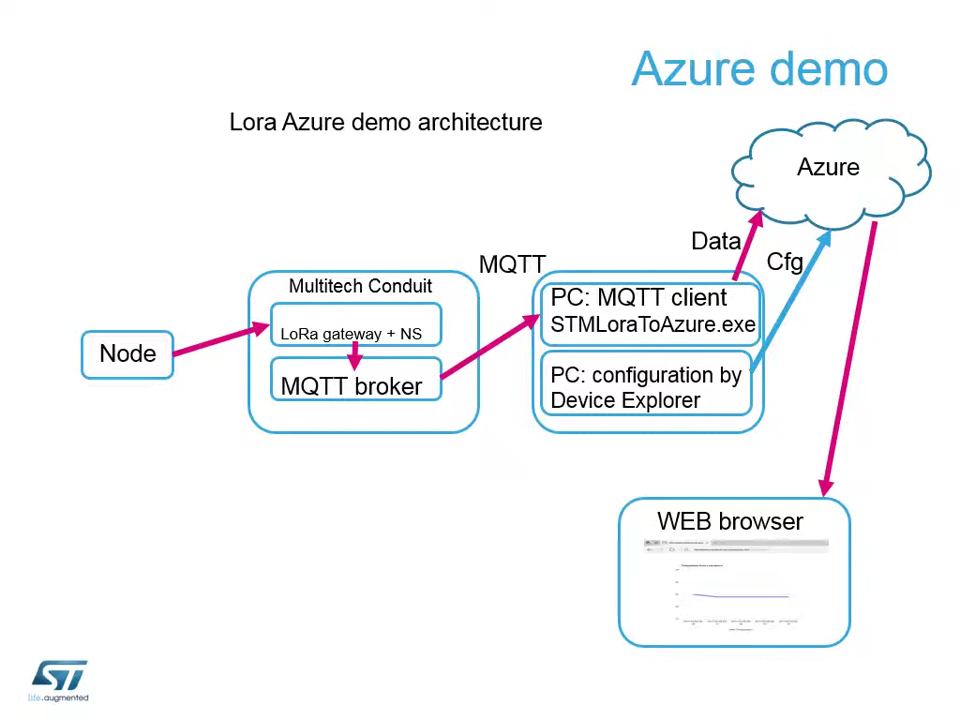 Azure demo
Lora Azure demo architecture
Azure
Data
Cfg
MQTT
Multitech Conduit
LoRa gateway + NS
MQTT broker
Node
PC: MQTT client
STMLoraToAzure.exe
PC: configuration by
Device Explorer
WEB browser
ST
life.augmented